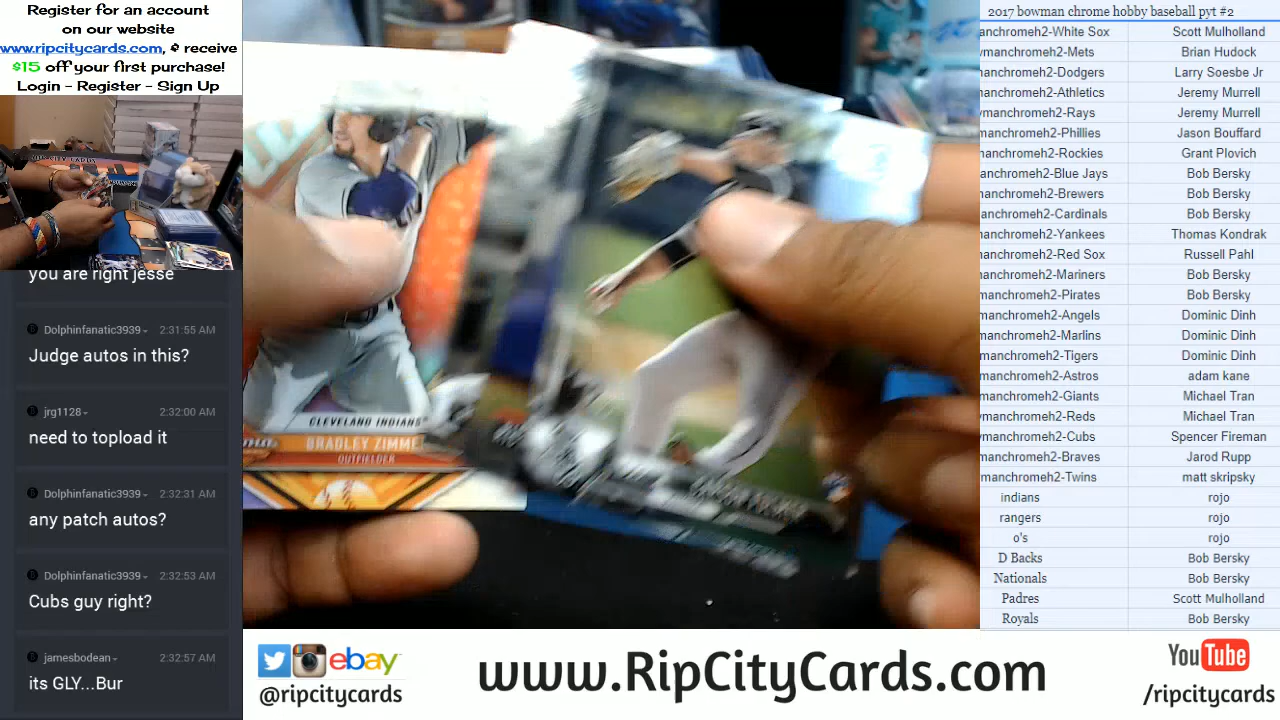 Register for an account
on our website
www.ripcitycards.com, & receive
$15 off your first purchase!
Login - Register - Sign Up
you are right jesse
Dolphinfanatic3939 2:31:55 AM
Judge autos in this?
jrg1128 2:32:00 AM
need to topload it
Dolphinfanatic3939 2:32:31 AM
any patch autos?
Dolphinfanatic3939 2:32:53 AM
Cubs guy right?
jamesbodean 2:32:57 AM
its GLY...Bur
CLEVELAND INDIANS
BRADLEY ZIMME
OUTFIELDER
ebay
@ripcitycards
www.RipCityCards.com
YouTube
/ripcitycards
2017 bowman chrome hobby baseball pyt #2
anchromeh2-White Sox Scott Mulholland
manchromeh2-Mets Brian Hudock
manchromeh2-Dodgers Larry Soesbe Jr
manchromeh2-Athletics Jeremy Murrell
manchromeh2-Rays Jeremy Murrell
manchromeh2-Phillies Jason Bouffard
manchromeh2-Rockies Grant Plovich
anchromeh2-Blue Jays Bob Bersky
manchromeh2-Brewers Bob Bersky
anchromeh2-Cardinals Bob Bersky
manchromeh2-Yankees Thomas Kondrak
manchromeh2-Red Sox Russell Pahl
manchromeh2-Mariners Bob Bersky
manchromeh2-Pirates Bob Bersky
manchromeh2-Angels Dominic Dinh
manchromeh2-Marlins Dominic Dinh
manchromeh2-Tigers Dominic Dinh
manchromeh2-Astros adam kane
manchromeh2-Giants Michael Tran
manchromeh2-Reds Michael Tran
manchromeh2-Cubs Spencer Fireman
manchromeh2-Braves Jarod Rupp
manchromeh2-Twins matt skripsky
indians rojo
rangers rojo
o's rojo
D Backs Bob Bersky
Nationals Bob Bersky
Padres Scott Mulholland
Royals Bob Bersky